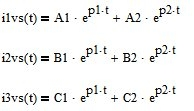 i1vs(t) = A1 · e^p1·t + A2 · e^p2·t
i2vs(t) = B1 · e^p1·t + B2 · e^p2·t
i3vs(t) = C1 · e^p1·t + C2 · e^p2·t